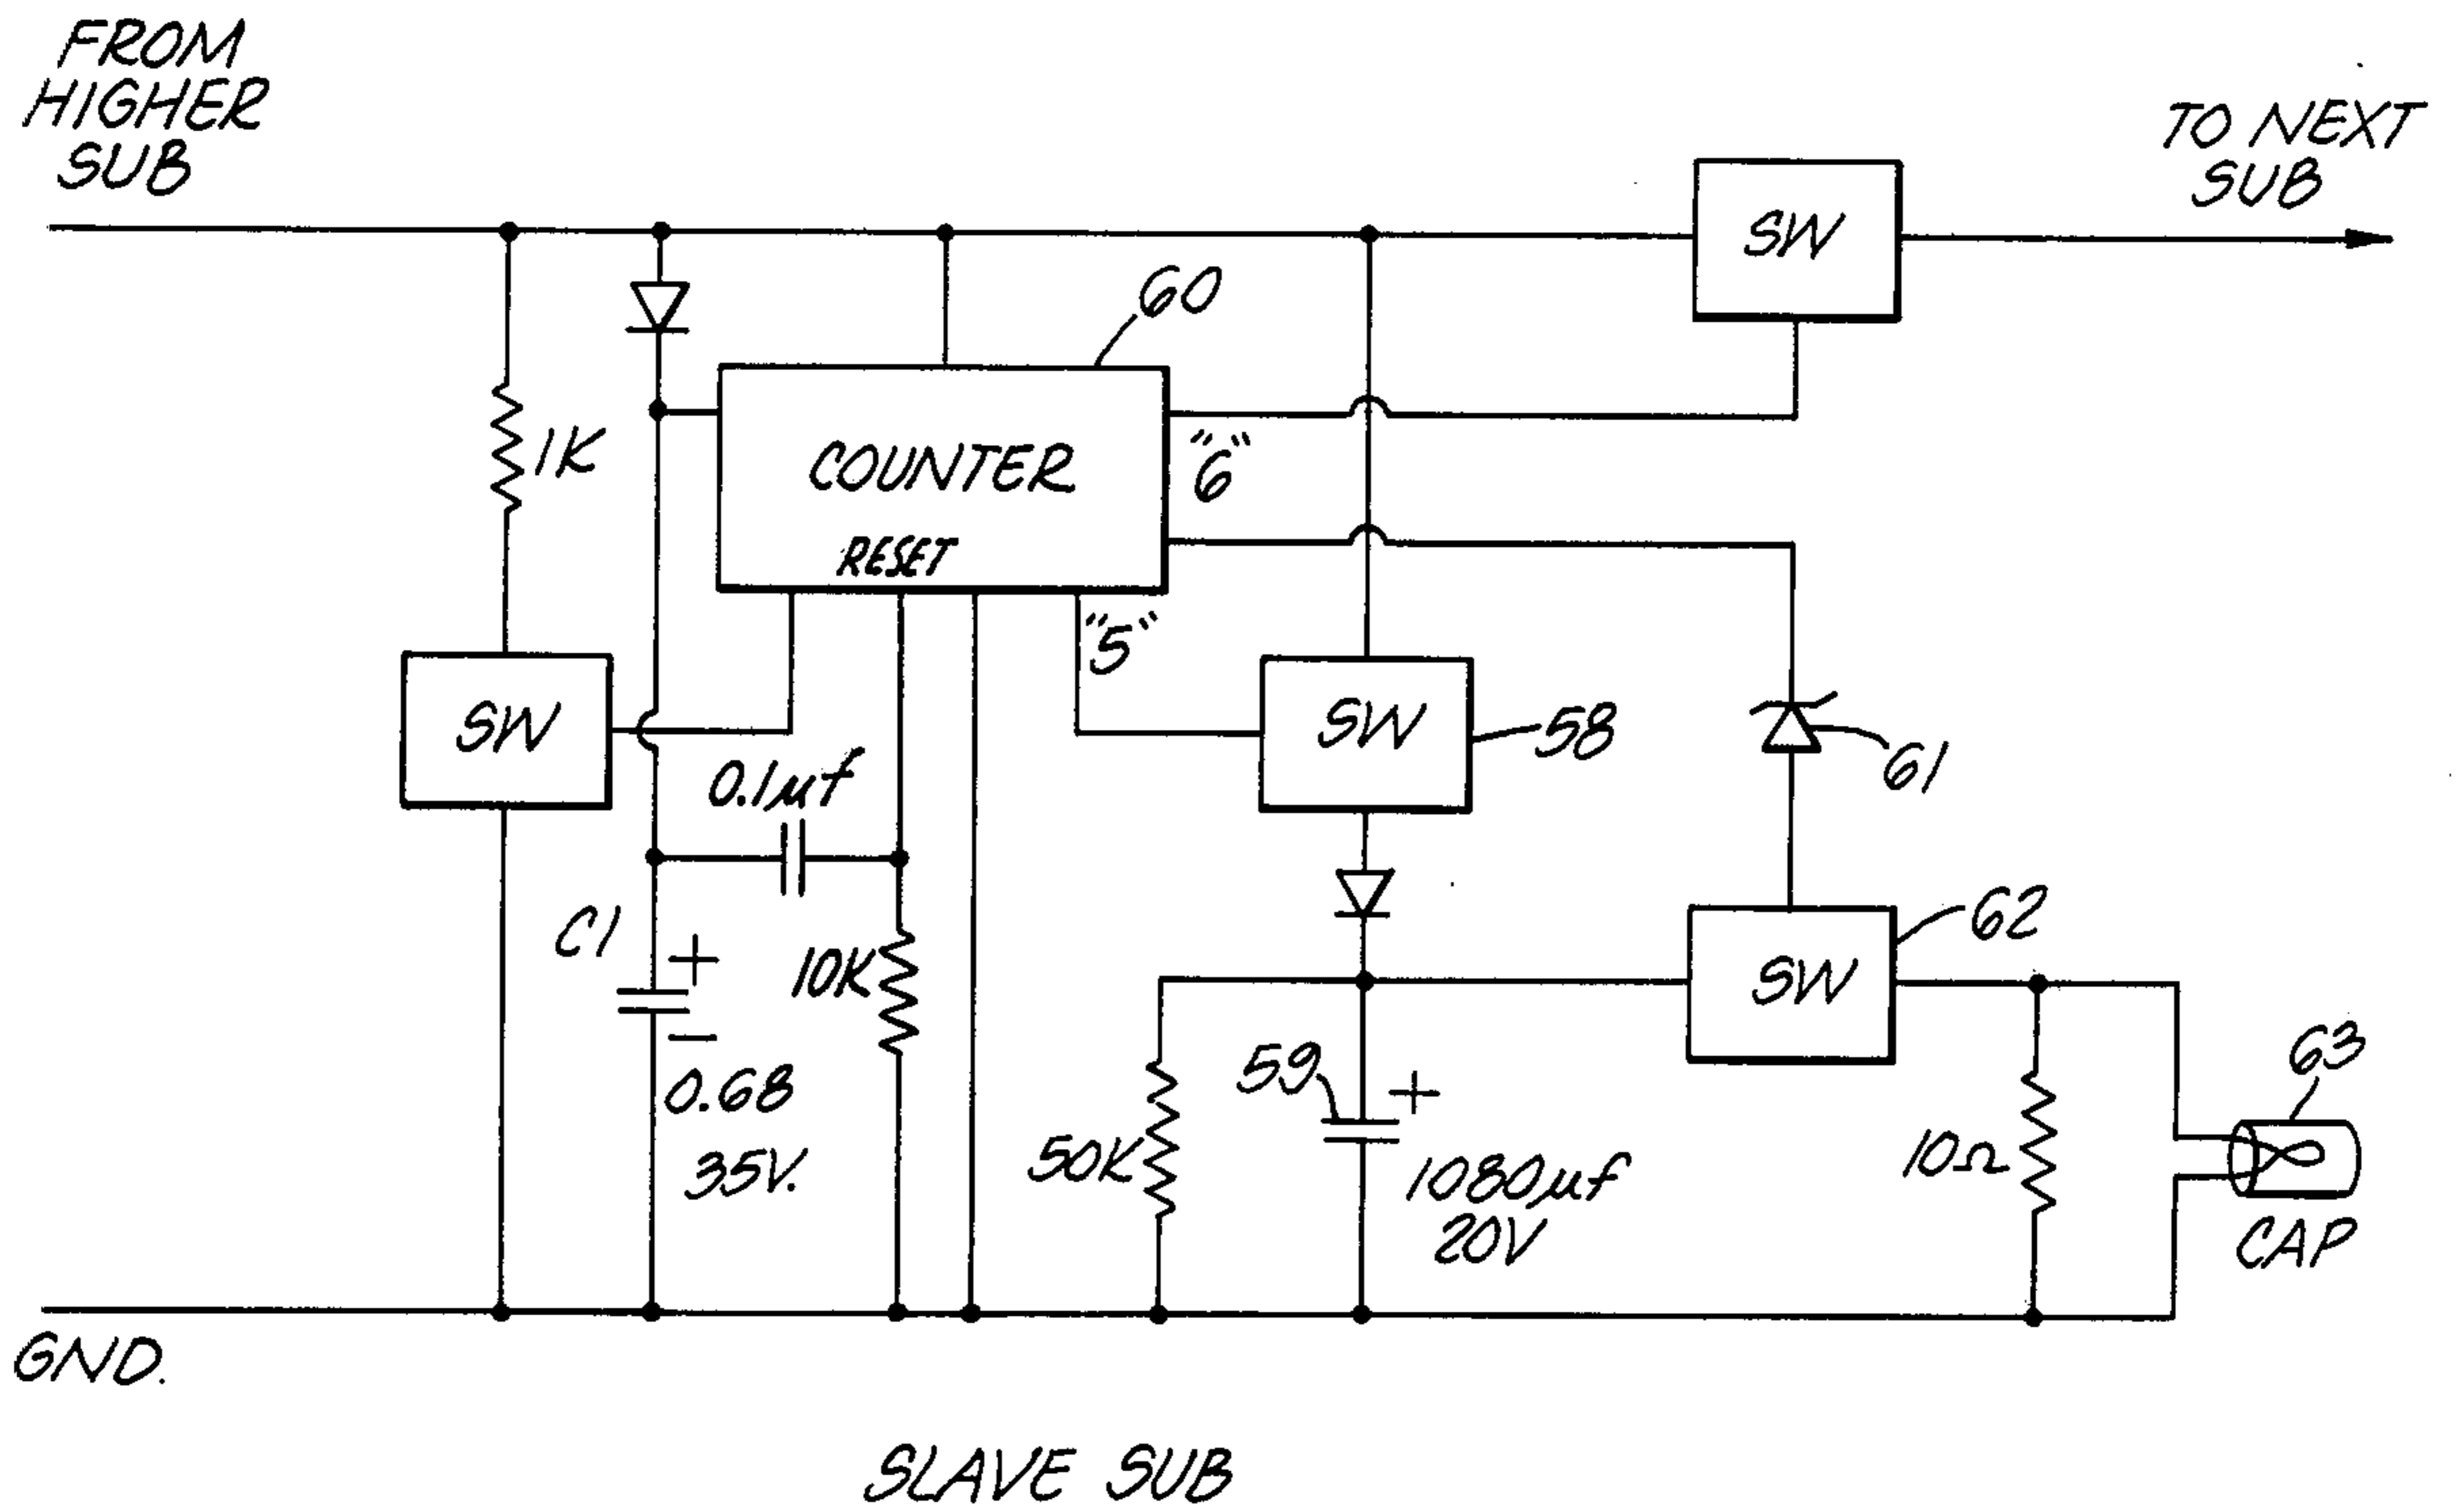 FROM
HIGHER
SUB
TO NEXT
SUB
SW
60
1K
COUNTER
"6"
RESET
"5"
SW
SW
58
61
0.1µf
C1
+
10K
62
SW
−
0.68
35V.
59
+
63
50K
1080µf
20V
10Ω
CAP
GND.
SLAVE SUB